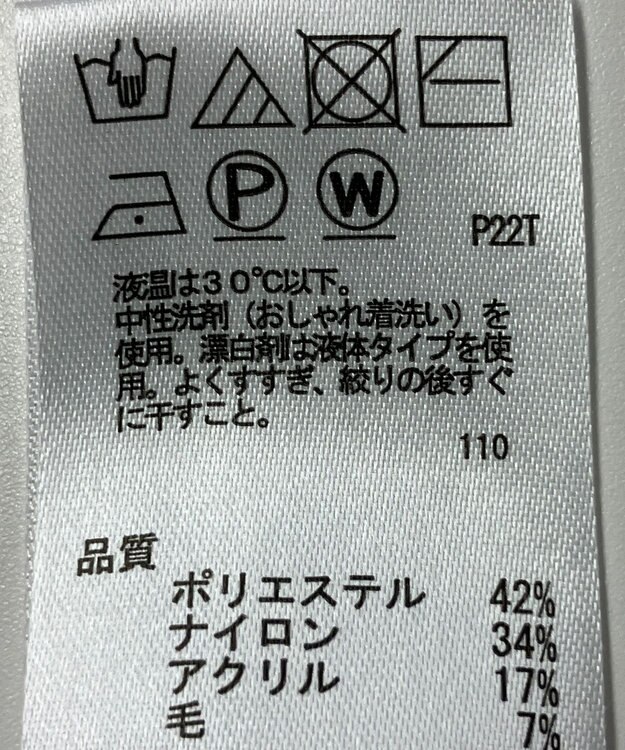 P W
P22T
液温は３０℃以下。
中性洗剤（おしゃれ着洗い）を
使用。漂白剤は液体タイプを使
用。よくすすぎ、絞りの後すぐ
に干すこと。
110
品質
ポリエステル 42%
ナイロン 34%
アクリル 17%
毛 7%